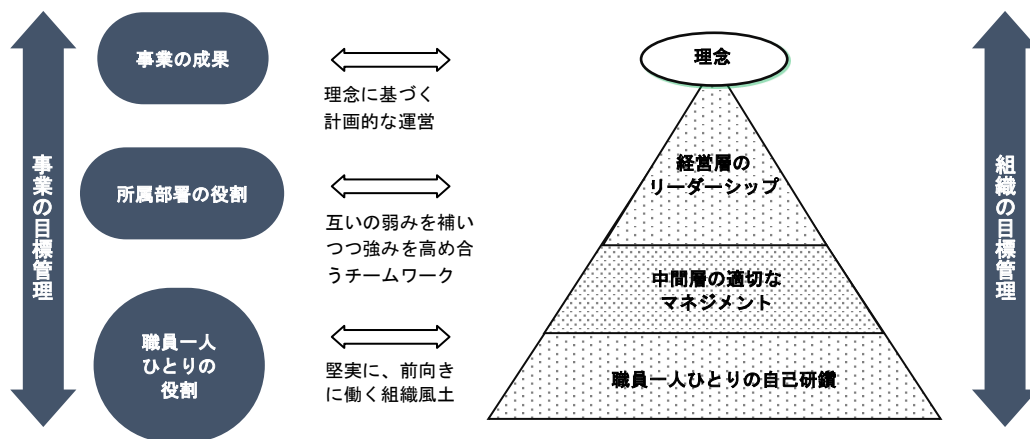 事業の目標管理
事業の成果
理念に基づく
計画的な運営
理念
所属部署の役割
互いの弱みを補い
つつ強みを高め合
うチームワーク
経営層の
リーダーシップ
中間層の適切な
マネジメント
職員一人
ひとりの
役割
堅実に、前向き
に働く組織風土
職員一人ひとりの自己研鑽
組織の目標管理